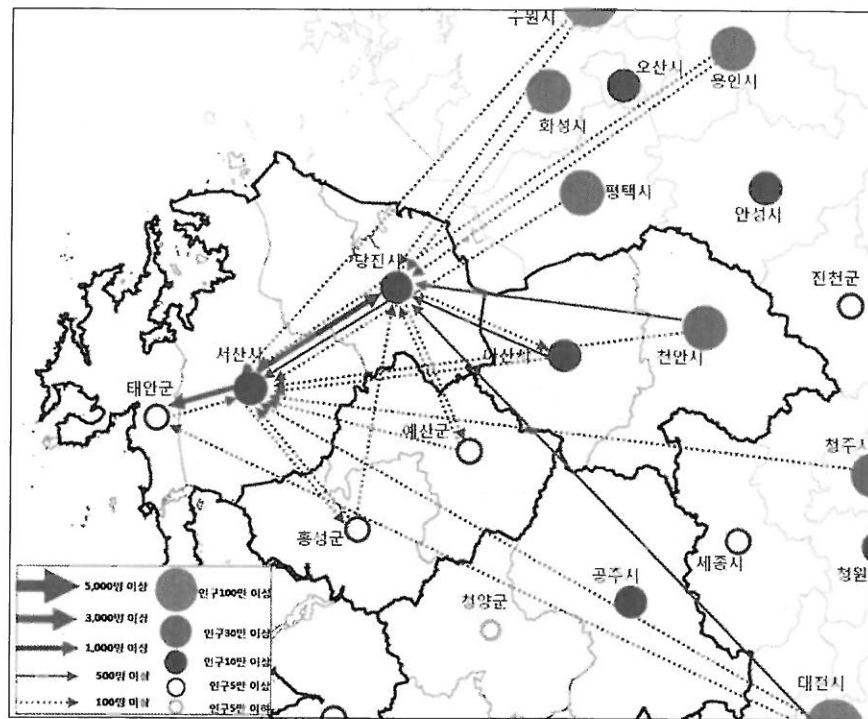 수원시
오산시
용인시
화성시
평택시
안성시
당진시
진천군
서산시
아산시
천안시
태안군
예산군
청주시
홍성군
세종시
공주시
청원
청양군
대전시
5,000명 이상
인구100만 이상
3,000명 이상
인구30만 이상
1,000명 이상
인구10만 이상
500명 이상
인구5만 이상
100명 이상
인구5만 이하